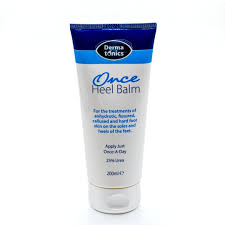 Derma
tonics
Once
Heel Balm
For the treatments of
anhydrotic, fissured,
callused and hard foot
skin on the soles and
heels of the feet.
Apply Just
Once-A-Day
25% Urea
200ml ℮